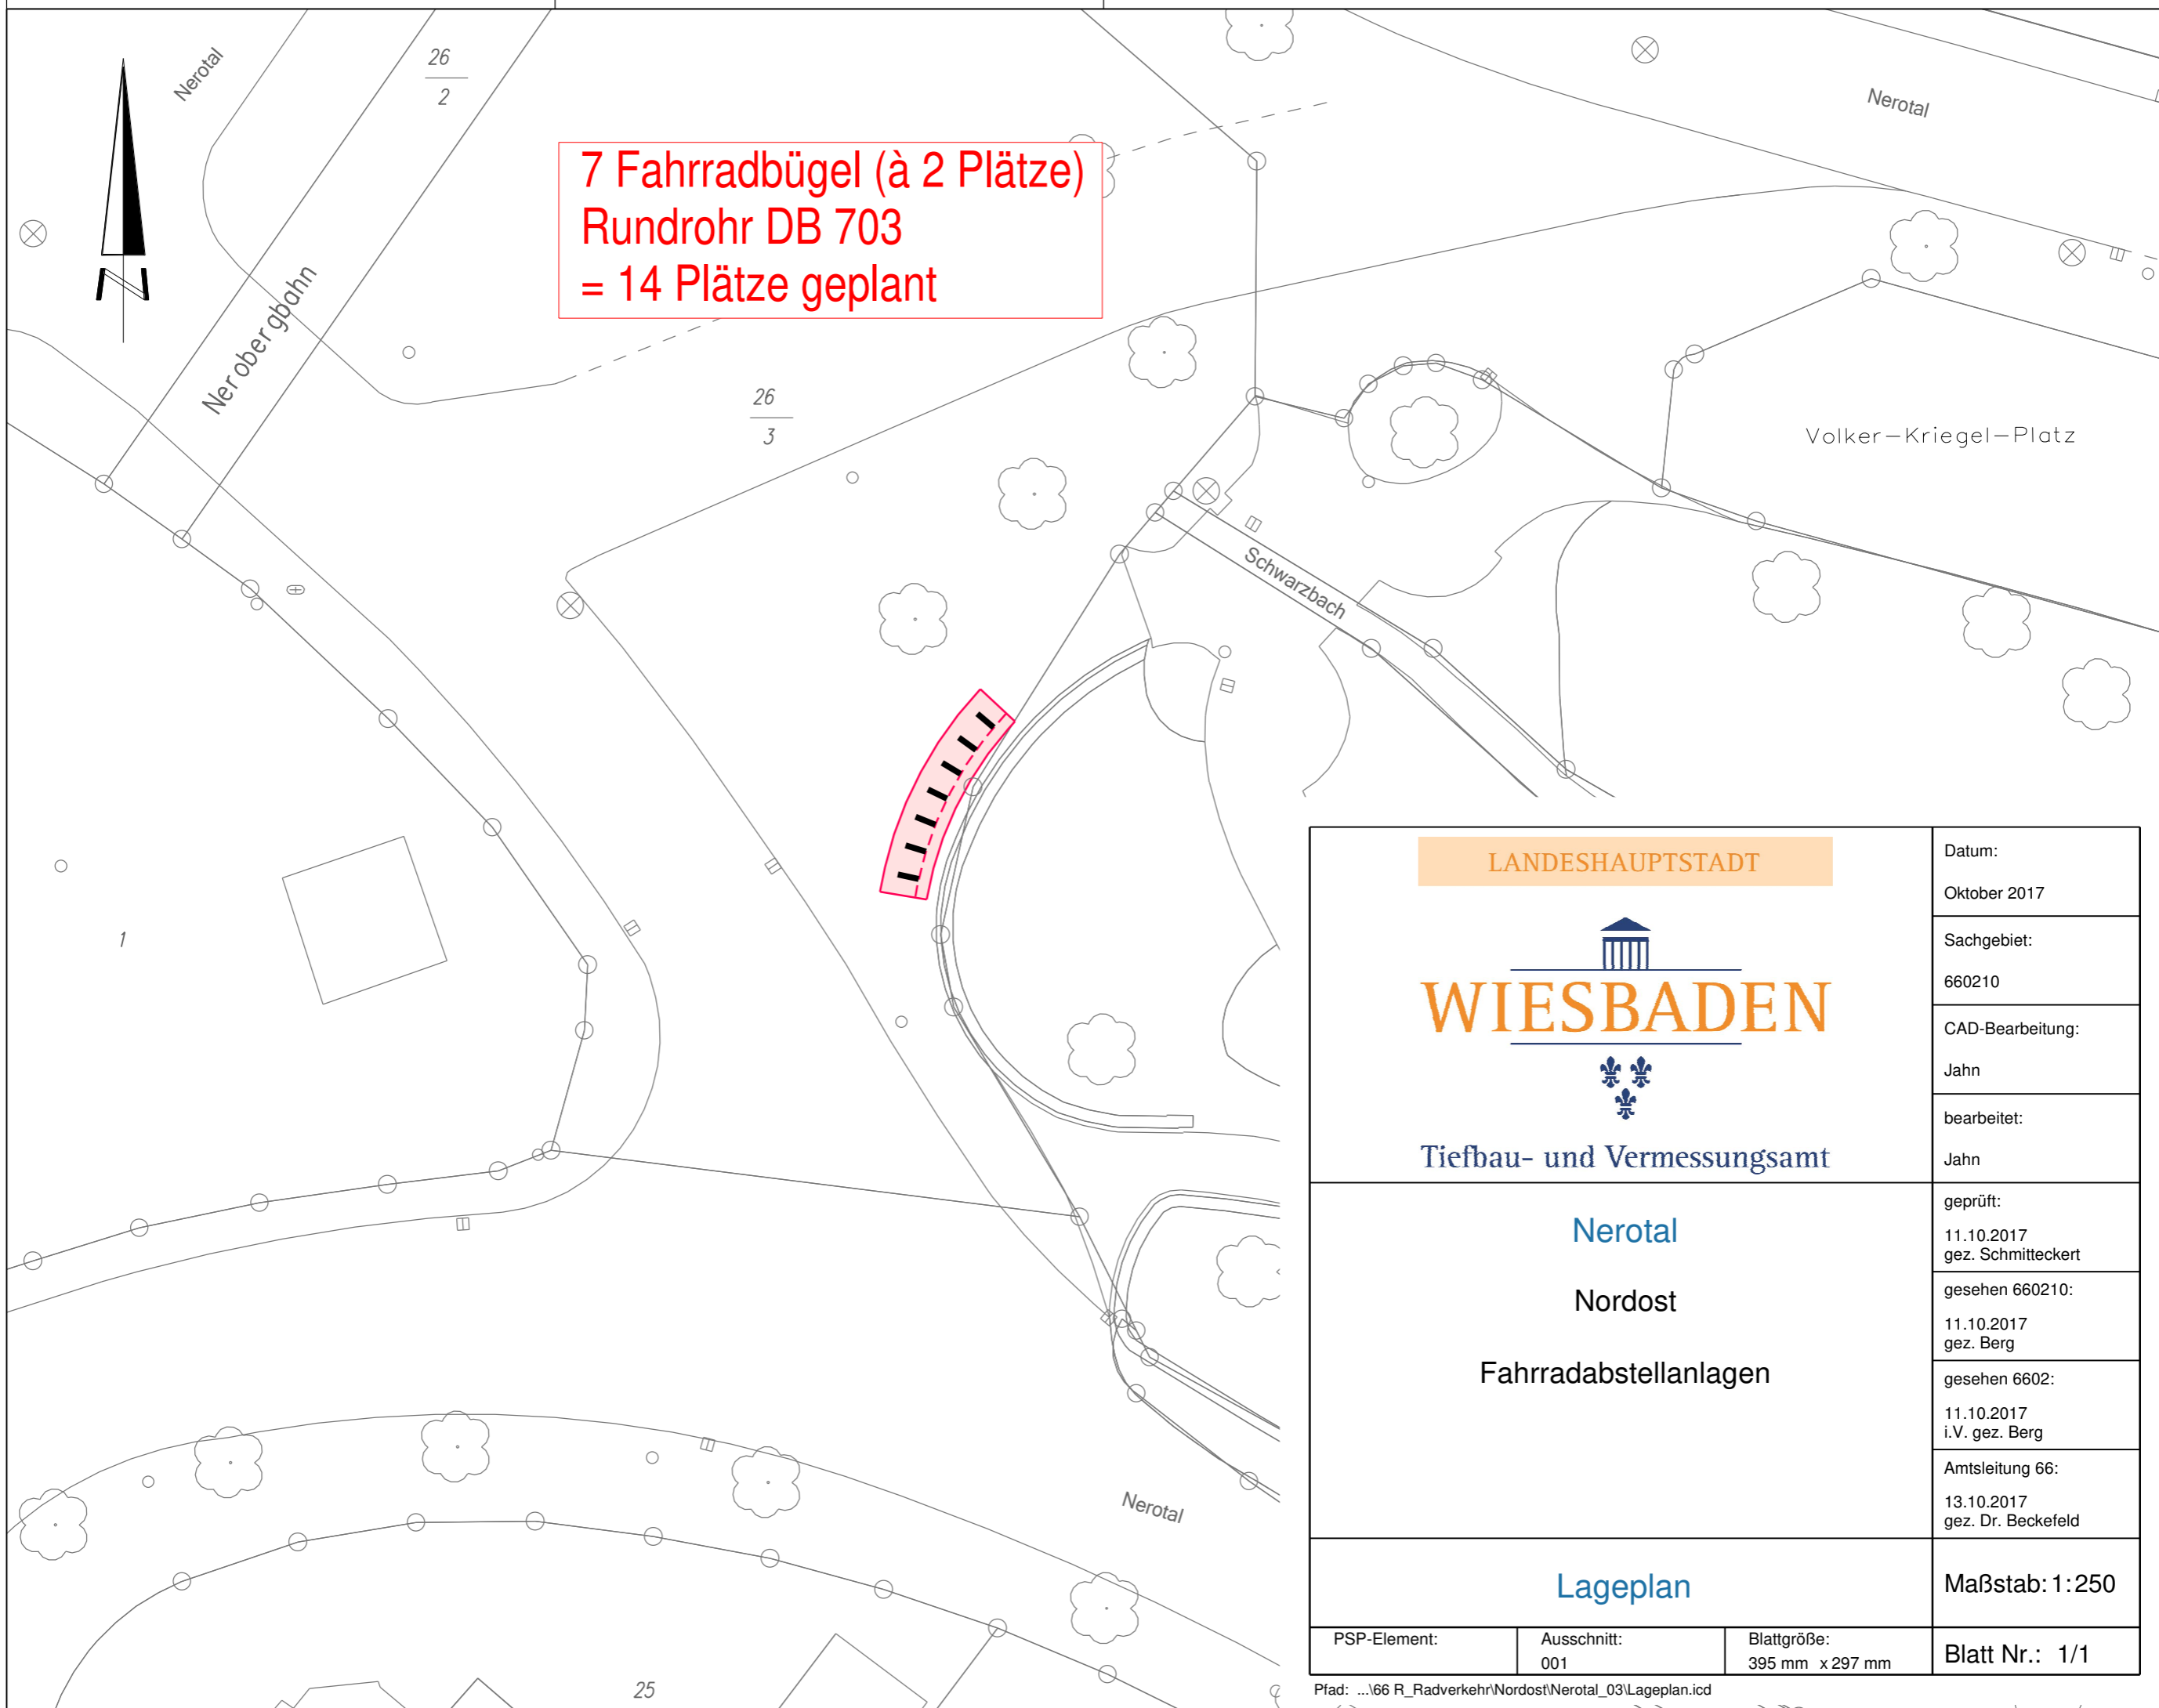 Nerotal
26
2
Nerotal
7 Fahrradbügel (à 2 Plätze)
Rundrohr DB 703
= 14 Plätze geplant
N
Nerobergbahn
26
3
Volker-Kriegel-Platz
Schwarzbach
1
Nerotal
25
LANDESHAUPTSTADT
WIESBADEN
Tiefbau- und Vermessungsamt
Nerotal
Nordost
Fahrradabstellanlagen
Lageplan
Datum:
Oktober 2017
Sachgebiet:
660210
CAD-Bearbeitung:
Jahn
bearbeitet:
Jahn
geprüft:
11.10.2017
gez. Schmitteckert
gesehen 660210:
11.10.2017
gez. Berg
gesehen 6602:
11.10.2017
i.V. gez. Berg
Amtsleitung 66:
13.10.2017
gez. Dr. Beckefeld
Maßstab: 1:250
PSP-Element:
Ausschnitt:
001
Blattgröße:
395 mm x 297 mm
Blatt Nr.: 1/1
Pfad: ...\66 R_Radverkehr\Nordost\Nerotal_03\Lageplan.icd